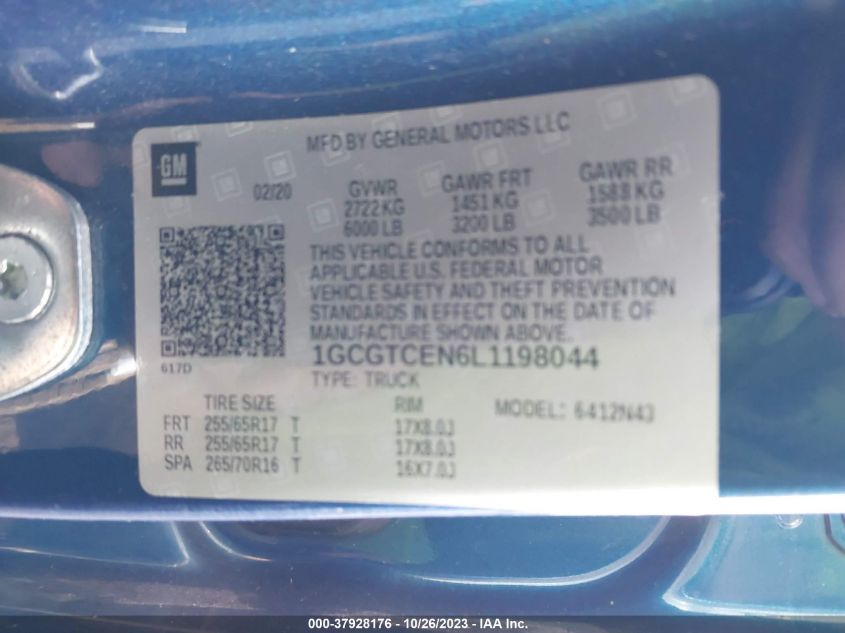 MFD BY GENERAL MOTORS LLC
GM
02/20 GVWR GAWR FRT GAWR RR
2722 KG 1451 KG 1588 KG
6000 LB 3200 LB 3500 LB
THIS VEHICLE CONFORMS TO ALL
APPLICABLE U.S. FEDERAL MOTOR
VEHICLE SAFETY AND THEFT PREVENTION
STANDARDS IN EFFECT ON THE DATE OF
MANUFACTURE SHOWN ABOVE.
617D
1GCGTCEN6L1198044
TYPE: TRUCK
TIRE SIZE RIM MODEL: 6412N43
FRT 255/65R17 T 17X8.0J
RR 255/65R17 T 17X8.0J
SPA 265/70R16 T 16X7.0J
000-37928176 - 10/26/2023 - IAA Inc.